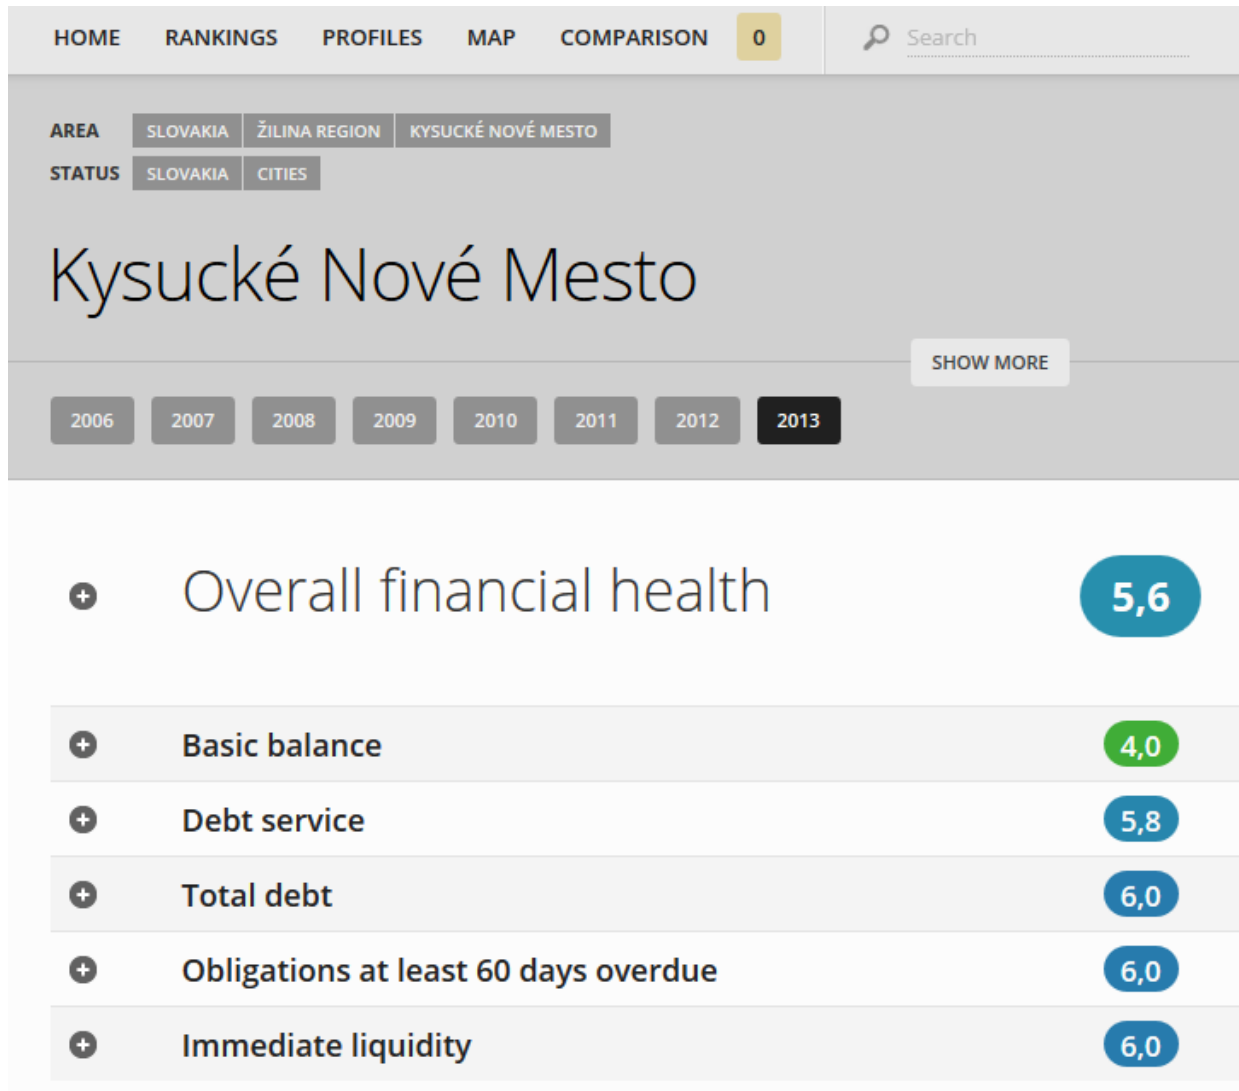 HOME RANKINGS PROFILES MAP COMPARISON 0 Search
AREA SLOVAKIA ŽILINA REGION KYSUCKÉ NOVÉ MESTO
STATUS SLOVAKIA CITIES
Kysucké Nové Mesto
SHOW MORE
2006 2007 2008 2009 2010 2011 2012 2013
Overall financial health 5,6
Basic balance 4,0
Debt service 5,8
Total debt 6,0
Obligations at least 60 days overdue 6,0
Immediate liquidity 6,0